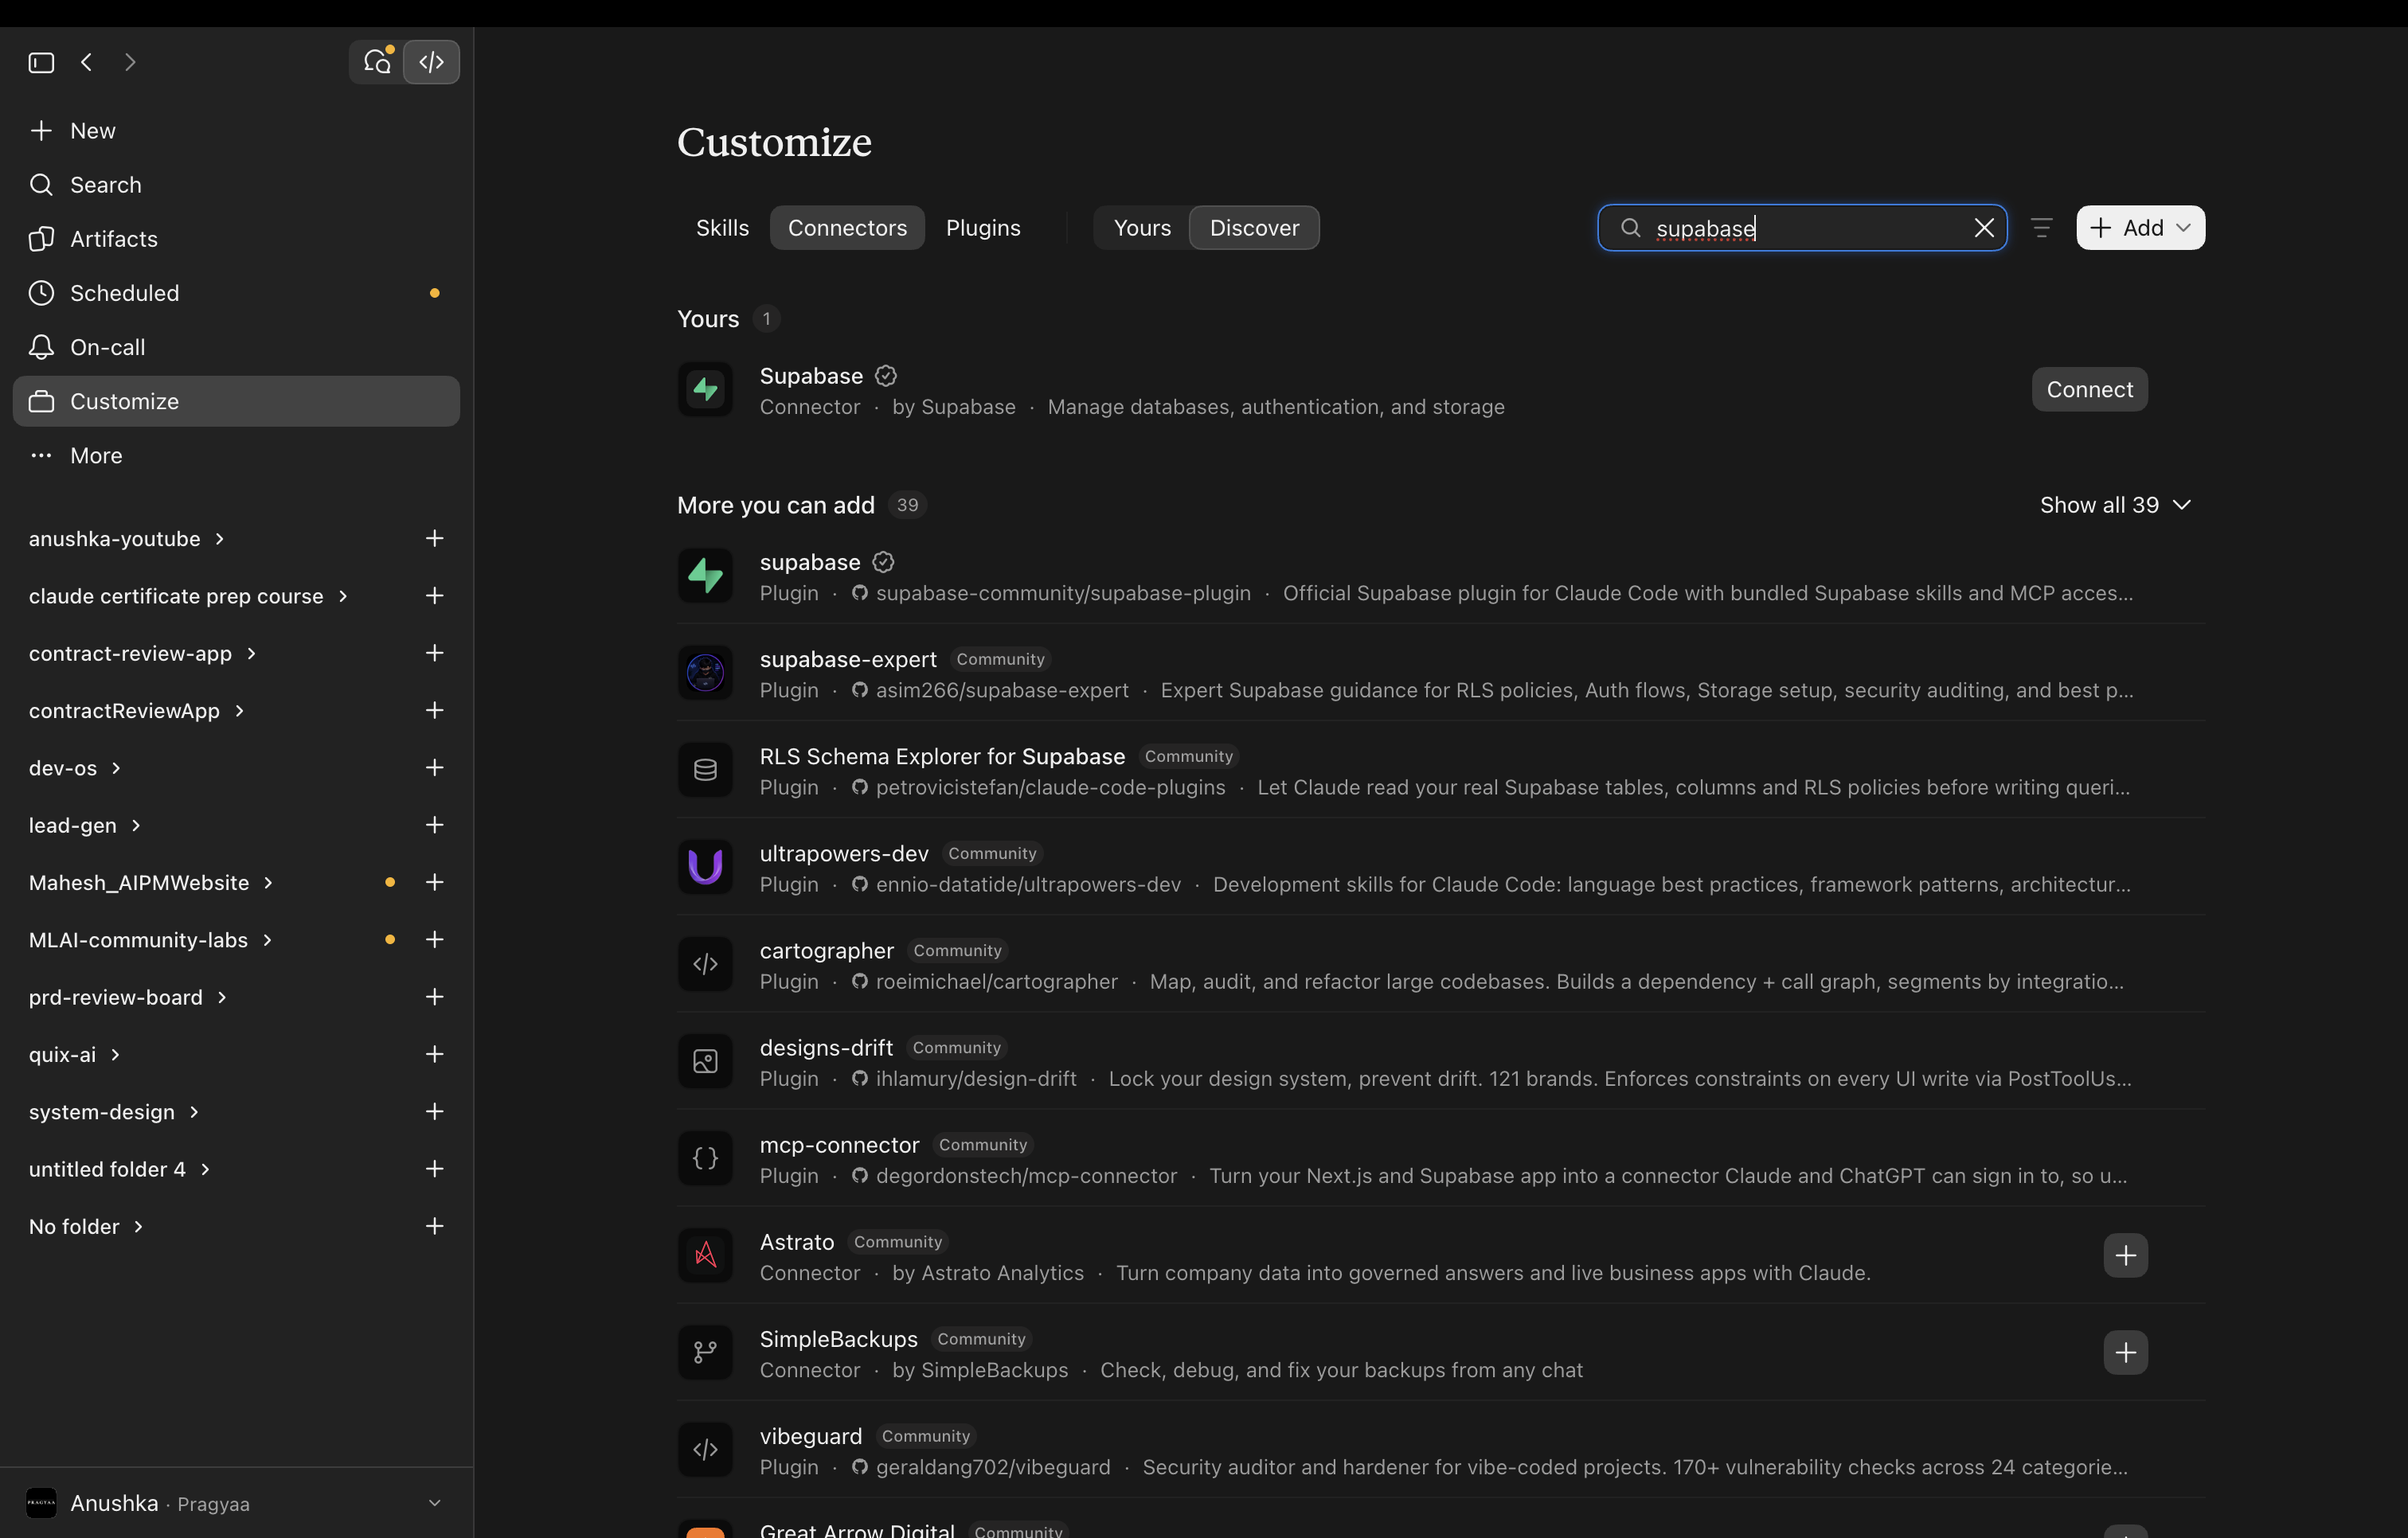 New
Search
Artifacts
Scheduled
On-call
Customize
More
anushka-youtube
claude certificate prep course
contract-review-app
contractReviewApp
dev-os
lead-gen
Mahesh_AIPMWebsite
MLAI-community-labs
prd-review-board
quix-ai
system-design
untitled folder 4
No folder
PRAGYAA
Anushka · Pragyaa
Customize
Skills Connectors Plugins Yours Discover supabase Add
Yours 1
Supabase
Connector · by Supabase · Manage databases, authentication, and storage
Connect
More you can add 39 Show all 39
supabase
Plugin · supabase-community/supabase-plugin · Official Supabase plugin for Claude Code with bundled Supabase skills and MCP acces...
supabase-expert Community
Plugin · asim266/supabase-expert · Expert Supabase guidance for RLS policies, Auth flows, Storage setup, security auditing, and best p...
RLS Schema Explorer for Supabase Community
Plugin · petrovicistefan/claude-code-plugins · Let Claude read your real Supabase tables, columns and RLS policies before writing queri...
ultrapowers-dev Community
Plugin · ennio-datatide/ultrapowers-dev · Development skills for Claude Code: language best practices, framework patterns, architectur...
cartographer Community
Plugin · roeimichael/cartographer · Map, audit, and refactor large codebases. Builds a dependency + call graph, segments by integratio...
designs-drift Community
Plugin · ihlamury/design-drift · Lock your design system, prevent drift. 121 brands. Enforces constraints on every UI write via PostToolUs...
mcp-connector Community
Plugin · degordonstech/mcp-connector · Turn your Next.js and Supabase app into a connector Claude and ChatGPT can sign in to, so u...
Astrato Community
Connector · by Astrato Analytics · Turn company data into governed answers and live business apps with Claude.
SimpleBackups Community
Connector · by SimpleBackups · Check, debug, and fix your backups from any chat
vibeguard Community
Plugin · geraldang702/vibeguard · Security auditor and hardener for vibe-coded projects. 170+ vulnerability checks across 24 categorie...
Great Arrow Digital Community